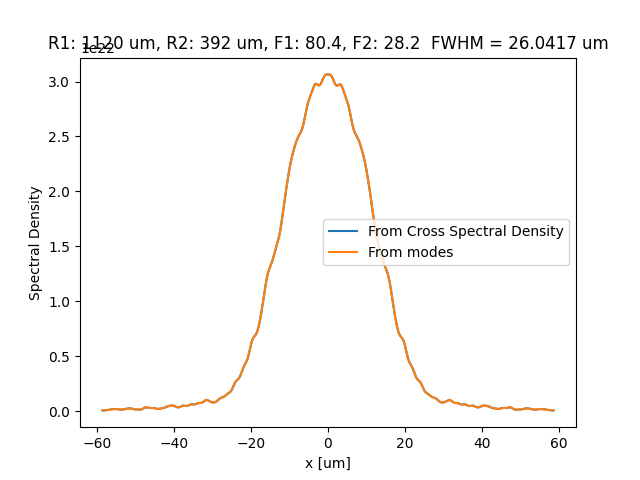 R1: 1120 um, R2: 392 um, F1: 80.4, F2: 28.2  FWHM = 26.0417 um
1e22
3.0
2.5
2.0
1.5
1.0
0.5
0.0
Spectral Density
From Cross Spectral Density
From modes
−60
−40
−20
0
20
40
60
x [um]